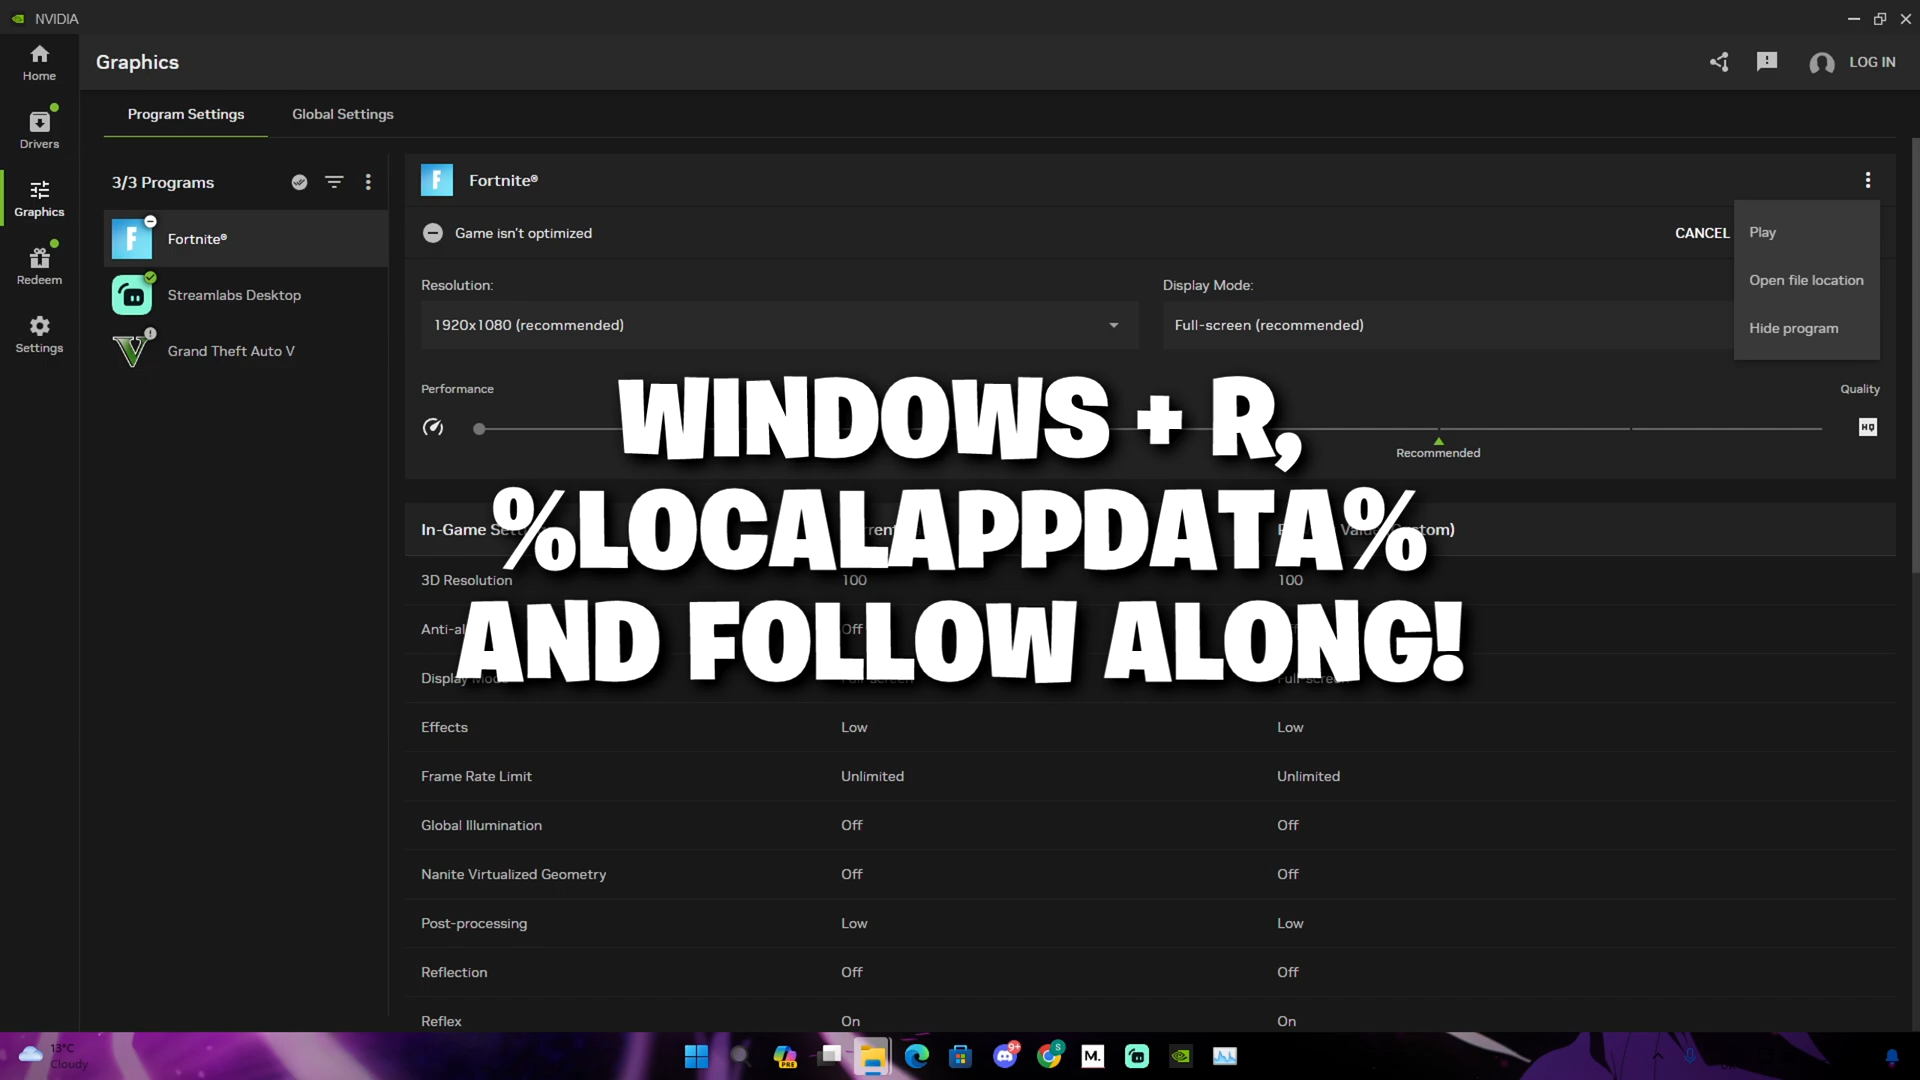 NVIDIA
Home
Drivers
Graphics
Redeem
Settings
Graphics
LOG IN
Program Settings
Global Settings
3/3 Programs
Fortnite®
Streamlabs Desktop
Grand Theft Auto V
Fortnite®
Game isn't optimized
CANCEL
Play
Open file location
Hide program
Resolution:
1920x1080 (recommended)
Display Mode:
Full-screen (recommended)
Performance
Quality
HQ
Recommended
WINDOWS + R,
%LOCALAPPDATA%
AND FOLLOW ALONG!
In-Game
3D Resolution 100 100
Off
Display
Effects Low Low
Frame Rate Limit Unlimited Unlimited
Global Illumination Off Off
Nanite Virtualized Geometry Off Off
Post-processing Low Low
Reflection Off Off
Reflex On On
13°C
Cloudy
PRE
9+
S
M.